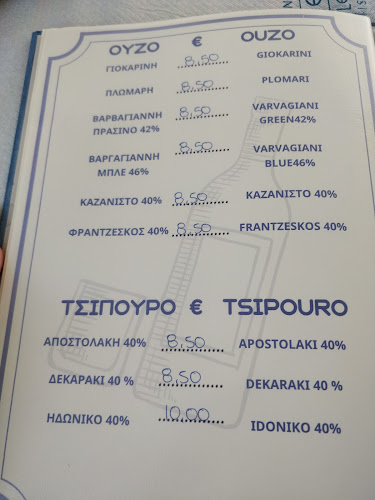 ΟΥΖΟ € OUZO
ΓΙΟΚΑΡΙΝΗ 8,50 GIOKARINI
ΠΛΩΜΑΡΗ 8,50 PLOMARI
ΒΑΡΒΑΓΙΑΝΝΗ 8,50 VARVAGIANI
ΠΡΑΣΙΝΟ 42% GREEN42%
ΒΑΡΓΑΓΙΑΝΝΗ 8,50 VARVAGIANI
ΜΠΛΕ 46% BLUE46%
ΚΑΖΑΝΙΣΤΟ 40% 8,50 ΚΑΖΑΝΙΣΤΟ 40%
ΦΡΑΝΤΖΕΣΚΟΣ 40% 8,50 FRANTZESKOS 40%
ΤΣΙΠΟΥΡΟ € TSIPOURO
ΑΠΟΣΤΟΛΑΚΗ 40% 8,50 APOSTOLAKI 40%
ΔΕΚΑΡΑΚΙ 40 % 8,50 DEKARAKI 40 %
ΗΔΩΝΙΚΟ 40% 10,00 IDONIKO 40%